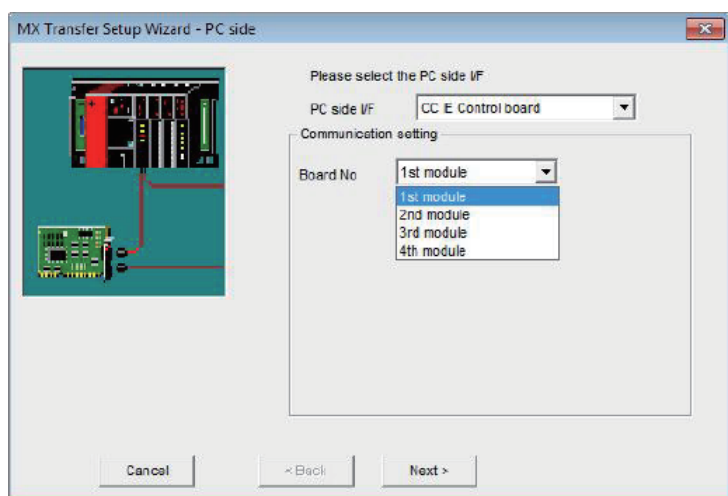 MX Transfer Setup Wizard - PC side
Please select the PC side I/F
PC side I/F CC IE Control board
Communication setting
Board No 1st module
1st module
2nd module
3rd module
4th module
Cancel < Back Next >